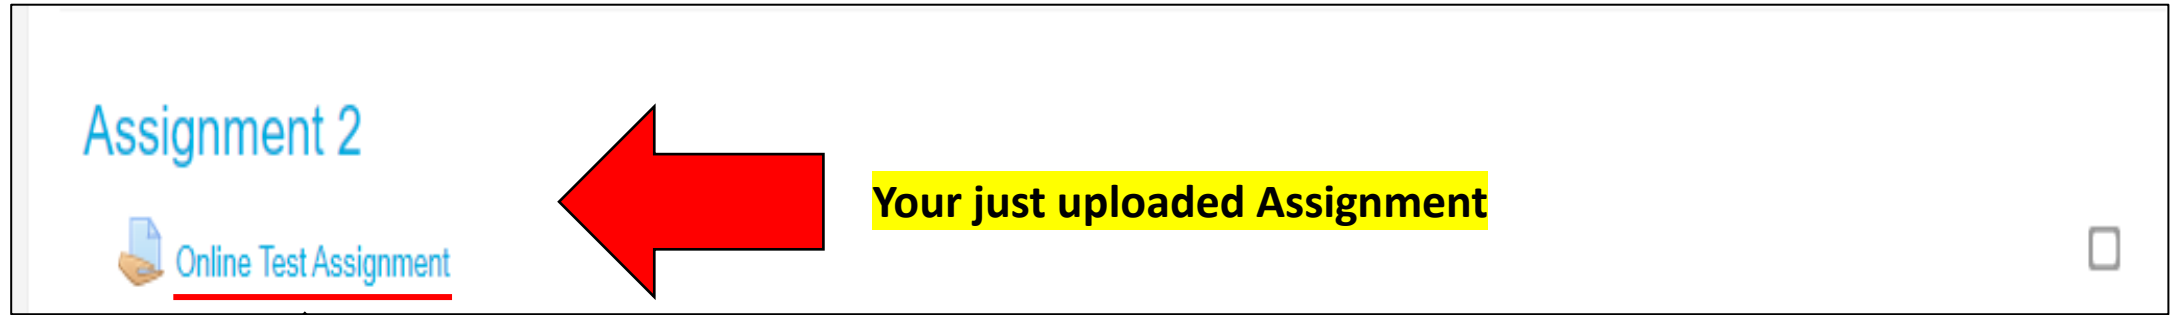 Assignment 2
Your just uploaded Assignment
Online Test Assignment